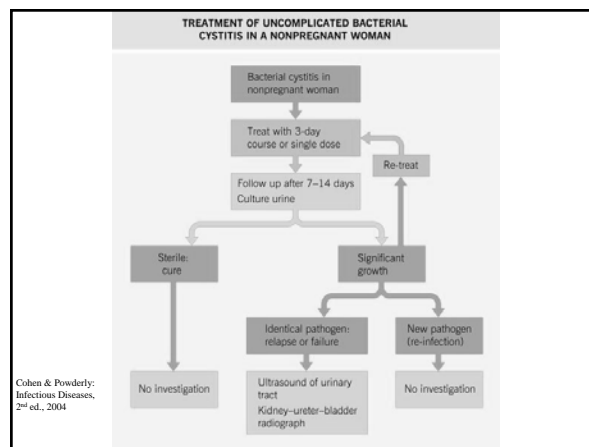 TREATMENT OF UNCOMPLICATED BACTERIAL
CYSTITIS IN A NONPREGNANT WOMAN
Bacterial cystitis in
nonpregnant woman
Treat with 3-day
course or single dose
Re-treat
Follow up after 7–14 days
Culture urine
Sterile:
cure
Significant
growth
Identical pathogen:
relapse or failure
New pathogen
(re-infection)
No investigation
Ultrasound of urinary
tract
Kidney–ureter–bladder
radiograph
No investigation
Cohen & Powderly:
Infectious Diseases,
2nd ed., 2004